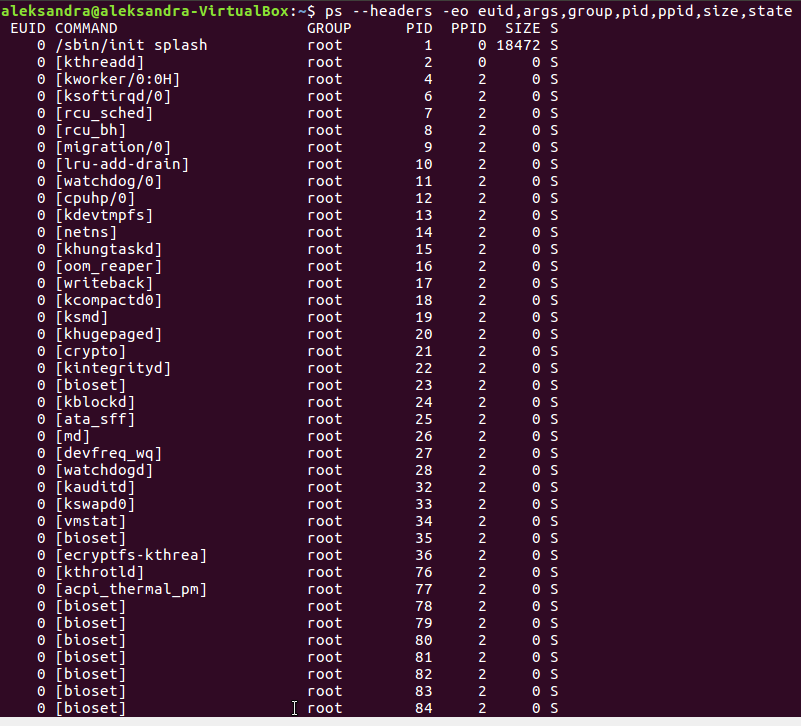 aleksandra@aleksandra-VirtualBox:~$ ps --headers -eo euid,args,group,pid,ppid,size,state
 EUID COMMAND                     GROUP      PID  PPID  SIZE S
    0 /sbin/init splash           root         1     0 18472 S
    0 [kthreadd]                  root         2     0     0 S
    0 [kworker/0:0H]              root         4     2     0 S
    0 [ksoftirqd/0]               root         6     2     0 S
    0 [rcu_sched]                 root         7     2     0 S
    0 [rcu_bh]                    root         8     2     0 S
    0 [migration/0]               root         9     2     0 S
    0 [lru-add-drain]             root        10     2     0 S
    0 [watchdog/0]                root        11     2     0 S
    0 [cpuhp/0]                   root        12     2     0 S
    0 [kdevtmpfs]                 root        13     2     0 S
    0 [netns]                     root        14     2     0 S
    0 [khungtaskd]                root        15     2     0 S
    0 [oom_reaper]                root        16     2     0 S
    0 [writeback]                 root        17     2     0 S
    0 [kcompactd0]                root        18     2     0 S
    0 [ksmd]                      root        19     2     0 S
    0 [khugepaged]                root        20     2     0 S
    0 [crypto]                    root        21     2     0 S
    0 [kintegrityd]               root        22     2     0 S
    0 [bioset]                    root        23     2     0 S
    0 [kblockd]                   root        24     2     0 S
    0 [ata_sff]                   root        25     2     0 S
    0 [md]                        root        26     2     0 S
    0 [devfreq_wq]                root        27     2     0 S
    0 [watchdogd]                 root        28     2     0 S
    0 [kauditd]                   root        32     2     0 S
    0 [kswapd0]                   root        33     2     0 S
    0 [vmstat]                    root        34     2     0 S
    0 [bioset]                    root        35     2     0 S
    0 [ecryptfs-kthrea]           root        36     2     0 S
    0 [kthrotld]                  root        76     2     0 S
    0 [acpi_thermal_pm]           root        77     2     0 S
    0 [bioset]                    root        78     2     0 S
    0 [bioset]                    root        79     2     0 S
    0 [bioset]                    root        80     2     0 S
    0 [bioset]                    root        81     2     0 S
    0 [bioset]                    root        82     2     0 S
    0 [bioset]                    root        83     2     0 S
    0 [bioset]                    root        84     2     0 S